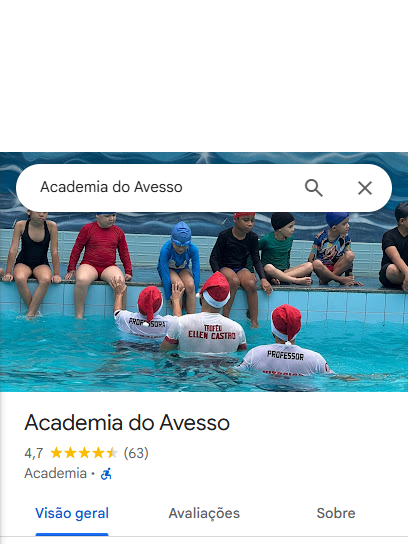 Academia do Avesso
PROFESSORA
TROFÉU
ELLEN CASTRO
PROFESSOR
Academia do Avesso
4,7 (63)
Academia ·
Visão geral Avaliações Sobre